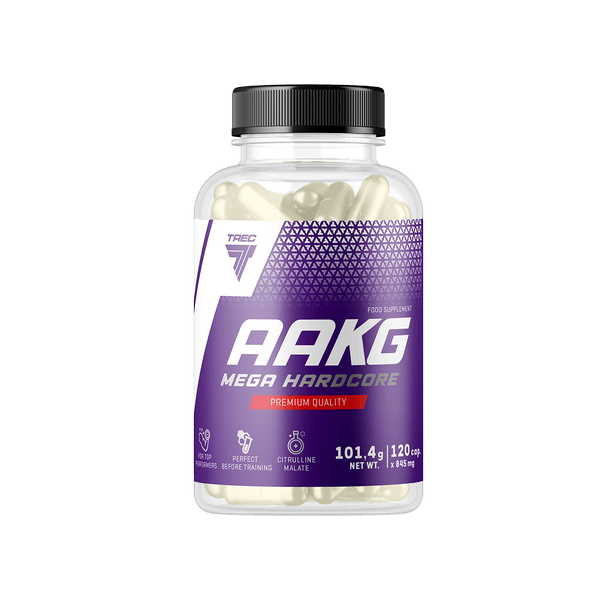 TREC
FOOD SUPPLEMENT
AAKG
MEGA HARDCORE
PREMIUM QUALITY
FOR TOP
PERFORMERS
PERFECT
BEFORE TRAINING
CITRULLINE
MALATE
101,4g
NET WT.
120 cap.
x 845 mg